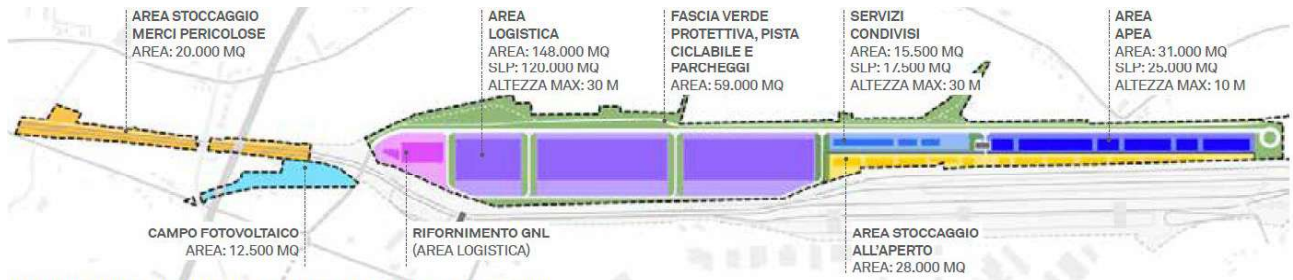 AREA STOCCAGGIO
MERCI PERICOLOSE
AREA: 20.000 MQ
AREA
LOGISTICA
AREA: 148.000 MQ
SLP: 120.000 MQ
ALTEZZA MAX: 30 M
FASCIA VERDE
PROTETTIVA, PISTA
CICLABILE E
PARCHEGGI
AREA: 59.000 MQ
SERVIZI
CONDIVISI
AREA: 15.500 MQ
SLP: 17.500 MQ
ALTEZZA MAX: 30 M
AREA
APEA
AREA: 31.000 MQ
SLP: 25.000 MQ
ALTEZZA MAX: 10 M
CAMPO FOTOVOLTAICO
AREA: 12.500 MQ
RIFORNIMENTO GNL
(AREA LOGISTICA)
AREA STOCCAGGIO
ALL'APERTO
AREA: 28.000 MQ